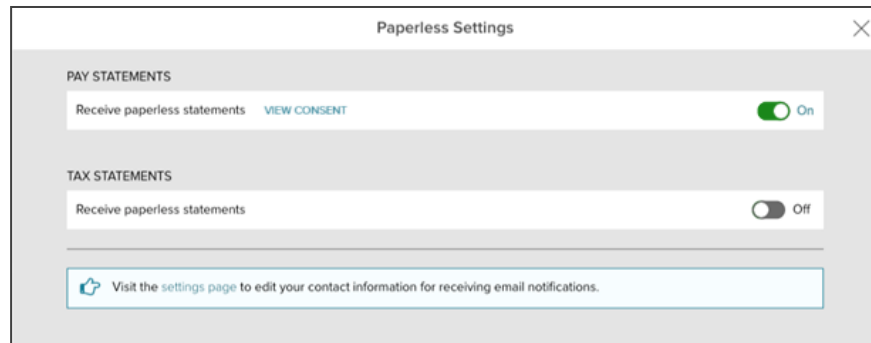 Paperless Settings
PAY STATEMENTS
Receive paperless statements VIEW CONSENT On
TAX STATEMENTS
Receive paperless statements Off
Visit the settings page to edit your contact information for receiving email notifications.